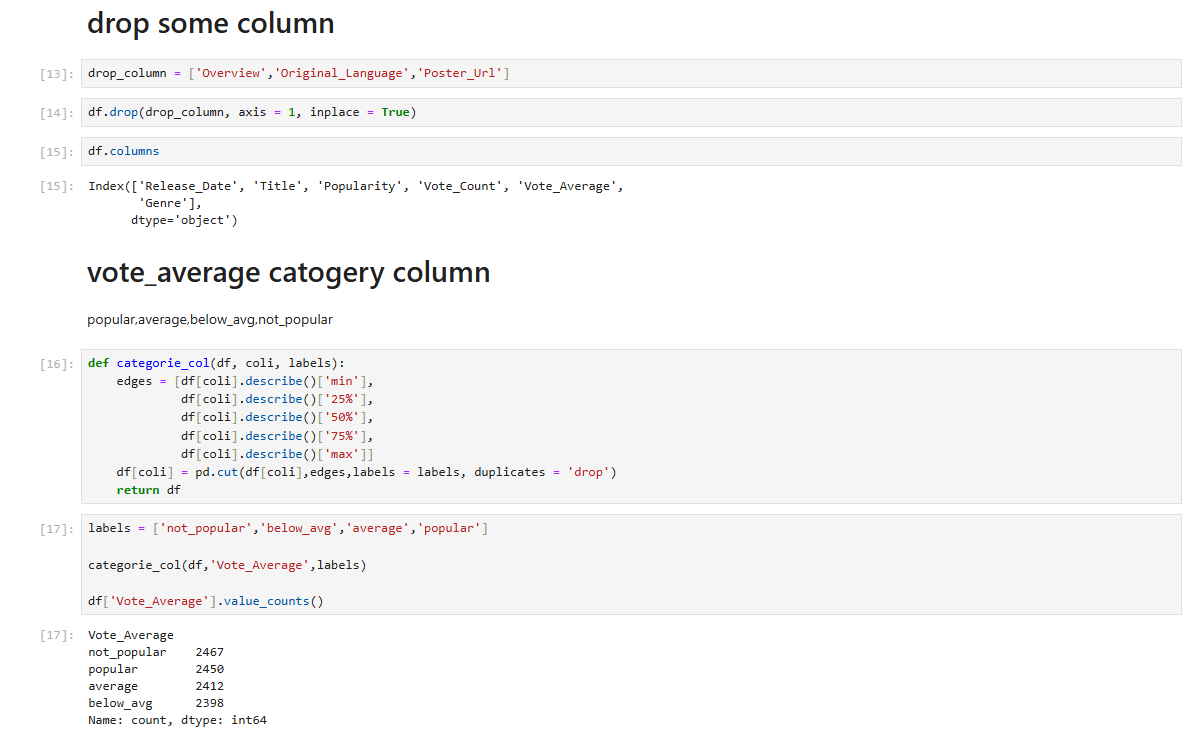 drop some column
[13]: drop_column = ['Overview','Original_Language','Poster_Url']
[14]: df.drop(drop_column, axis = 1, inplace = True)
[15]: df.columns
[15]: Index(['Release_Date', 'Title', 'Popularity', 'Vote_Count', 'Vote_Average',
'Genre'],
dtype='object')
vote_average catogery column
popular,average,below_avg,not_popular
[16]: def categorie_col(df, coli, labels):
edges = [df[coli].describe()['min'],
df[coli].describe()['25%'],
df[coli].describe()['50%'],
df[coli].describe()['75%'],
df[coli].describe()['max']]
df[coli] = pd.cut(df[coli],edges,labels = labels, duplicates = 'drop')
return df
[17]: labels = ['not_popular','below_avg','average','popular']
categorie_col(df,'Vote_Average',labels)
df['Vote_Average'].value_counts()
[17]: Vote_Average
not_popular 2467
popular 2450
average 2412
below_avg 2398
Name: count, dtype: int64